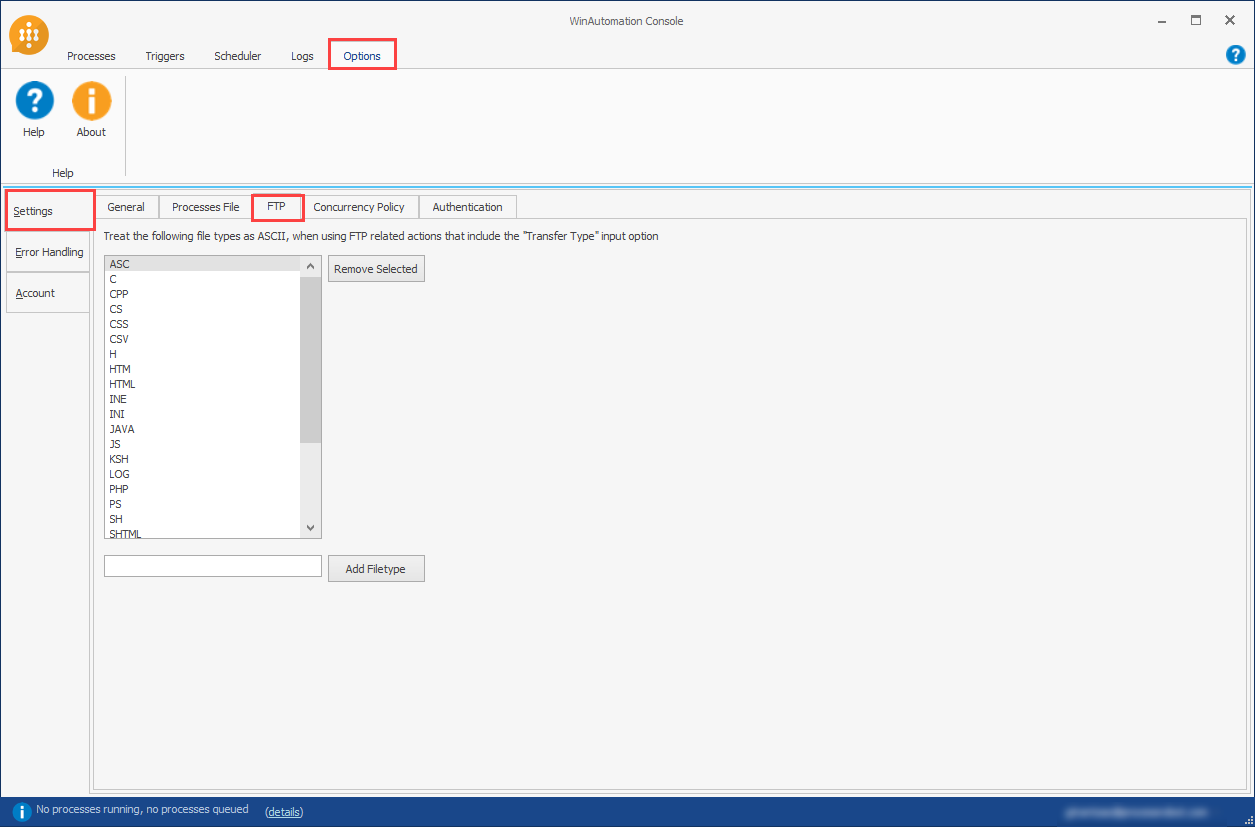 WinAutomation Console
Processes Triggers Scheduler Logs Options
Help About
Help
Settings
Error Handling
Account
General Processes File FTP Concurrency Policy Authentication
Treat the following file types as ASCII, when using FTP related actions that include the "Transfer Type" input option
ASC
C
CPP
CS
CSS
CSV
H
HTM
HTML
INE
INI
JAVA
JS
KSH
LOG
PHP
PS
SH
SHTML
Remove Selected
Add Filetype
No processes running, no processes queued (details)